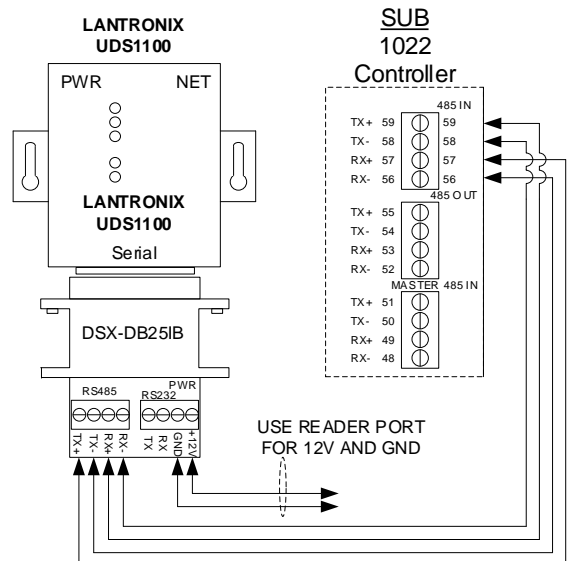 LANTRONIX
UDS1100
PWR NET
LANTRONIX
UDS1100
Serial
DSX-DB25IB
RS485 RS232 PWR
TX+ TX- RX+ RX- TX RX GND +12V
USE READER PORT
FOR 12V AND GND
SUB
1022
Controller
485 IN
TX+ 59 59
TX- 58 58
RX+ 57 57
RX- 56 56
485 OUT
TX+ 55
TX- 54
RX+ 53
RX- 52
MASTER 485 IN
TX+ 51
TX- 50
RX+ 49
RX- 48